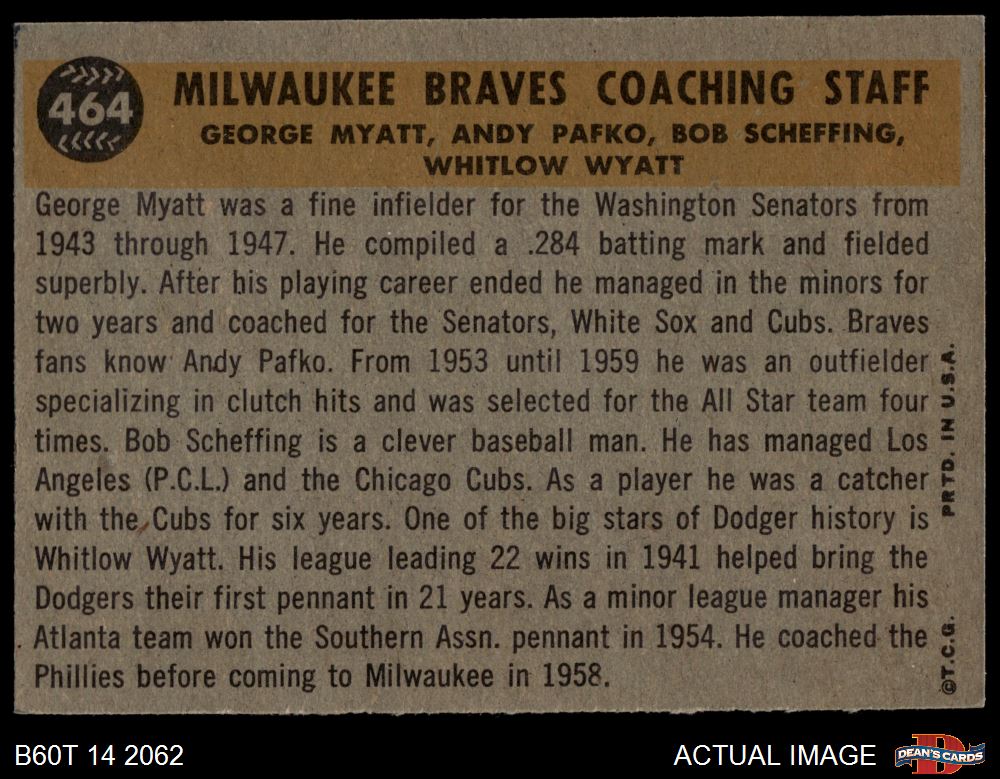 464
MILWAUKEE BRAVES COACHING STAFF
GEORGE MYATT, ANDY PAFKO, BOB SCHEFFING,
WHITLOW WYATT
George Myatt was a fine infielder for the Washington Senators from
1943 through 1947. He compiled a .284 batting mark and fielded
superbly. After his playing career ended he managed in the minors for
two years and coached for the Senators, White Sox and Cubs. Braves
fans know Andy Pafko. From 1953 until 1959 he was an outfielder
specializing in clutch hits and was selected for the All Star team four
times. Bob Scheffing is a clever baseball man. He has managed Los
Angeles (P.C.L.) and the Chicago Cubs. As a player he was a catcher
with the Cubs for six years. One of the big stars of Dodger history is
Whitlow Wyatt. His league leading 22 wins in 1941 helped bring the
Dodgers their first pennant in 21 years. As a minor league manager his
Atlanta team won the Southern Assn. pennant in 1954. He coached the
Phillies before coming to Milwaukee in 1958.
©T.C.G. PRTD. IN U.S.A.
B60T 14 2062
ACTUAL IMAGE
D
DEAN'S CARDS